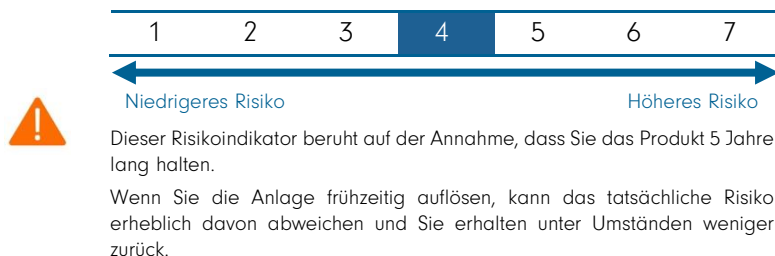 1 2 3 4 5 6 7
Niedrigeres Risiko Höheres Risiko
Dieser Risikoindikator beruht auf der Annahme, dass Sie das Produkt 5 Jahre
lang halten.
Wenn Sie die Anlage frühzeitig auflösen, kann das tatsächliche Risiko
erheblich davon abweichen und Sie erhalten unter Umständen weniger
zurück.